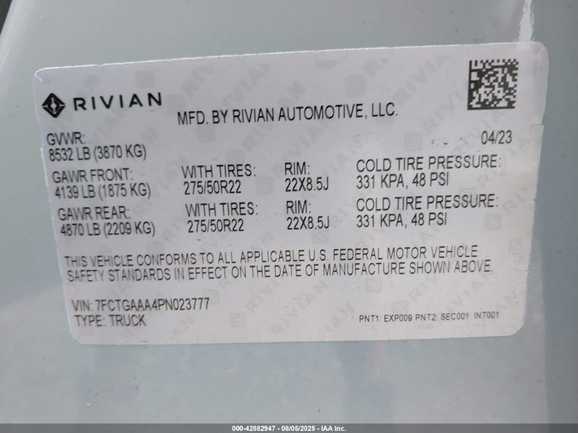 RIVIAN
MFD. BY RIVIAN AUTOMOTIVE, LLC.
GVWR:
8532 LB (3870 KG)
04/23
GAWR FRONT: WITH TIRES: RIM: COLD TIRE PRESSURE:
4139 LB (1875 KG) 275/50R22 22X8.5J 331 KPA, 48 PSI
GAWR REAR: WITH TIRES: RIM: COLD TIRE PRESSURE:
4870 LB (2209 KG) 275/50R22 22X8.5J 331 KPA, 48 PSI
THIS VEHICLE CONFORMS TO ALL APPLICABLE U.S. FEDERAL MOTOR VEHICLE
SAFETY STANDARDS IN EFFECT ON THE DATE OF MANUFACTURE SHOWN ABOVE.
VIN: 7FCTGAAA4PN023777
TYPE: TRUCK
PNT1: EXP009 PNT2: SEC001 INT001
000-42882947 - 08/05/2025 - IAA Inc.